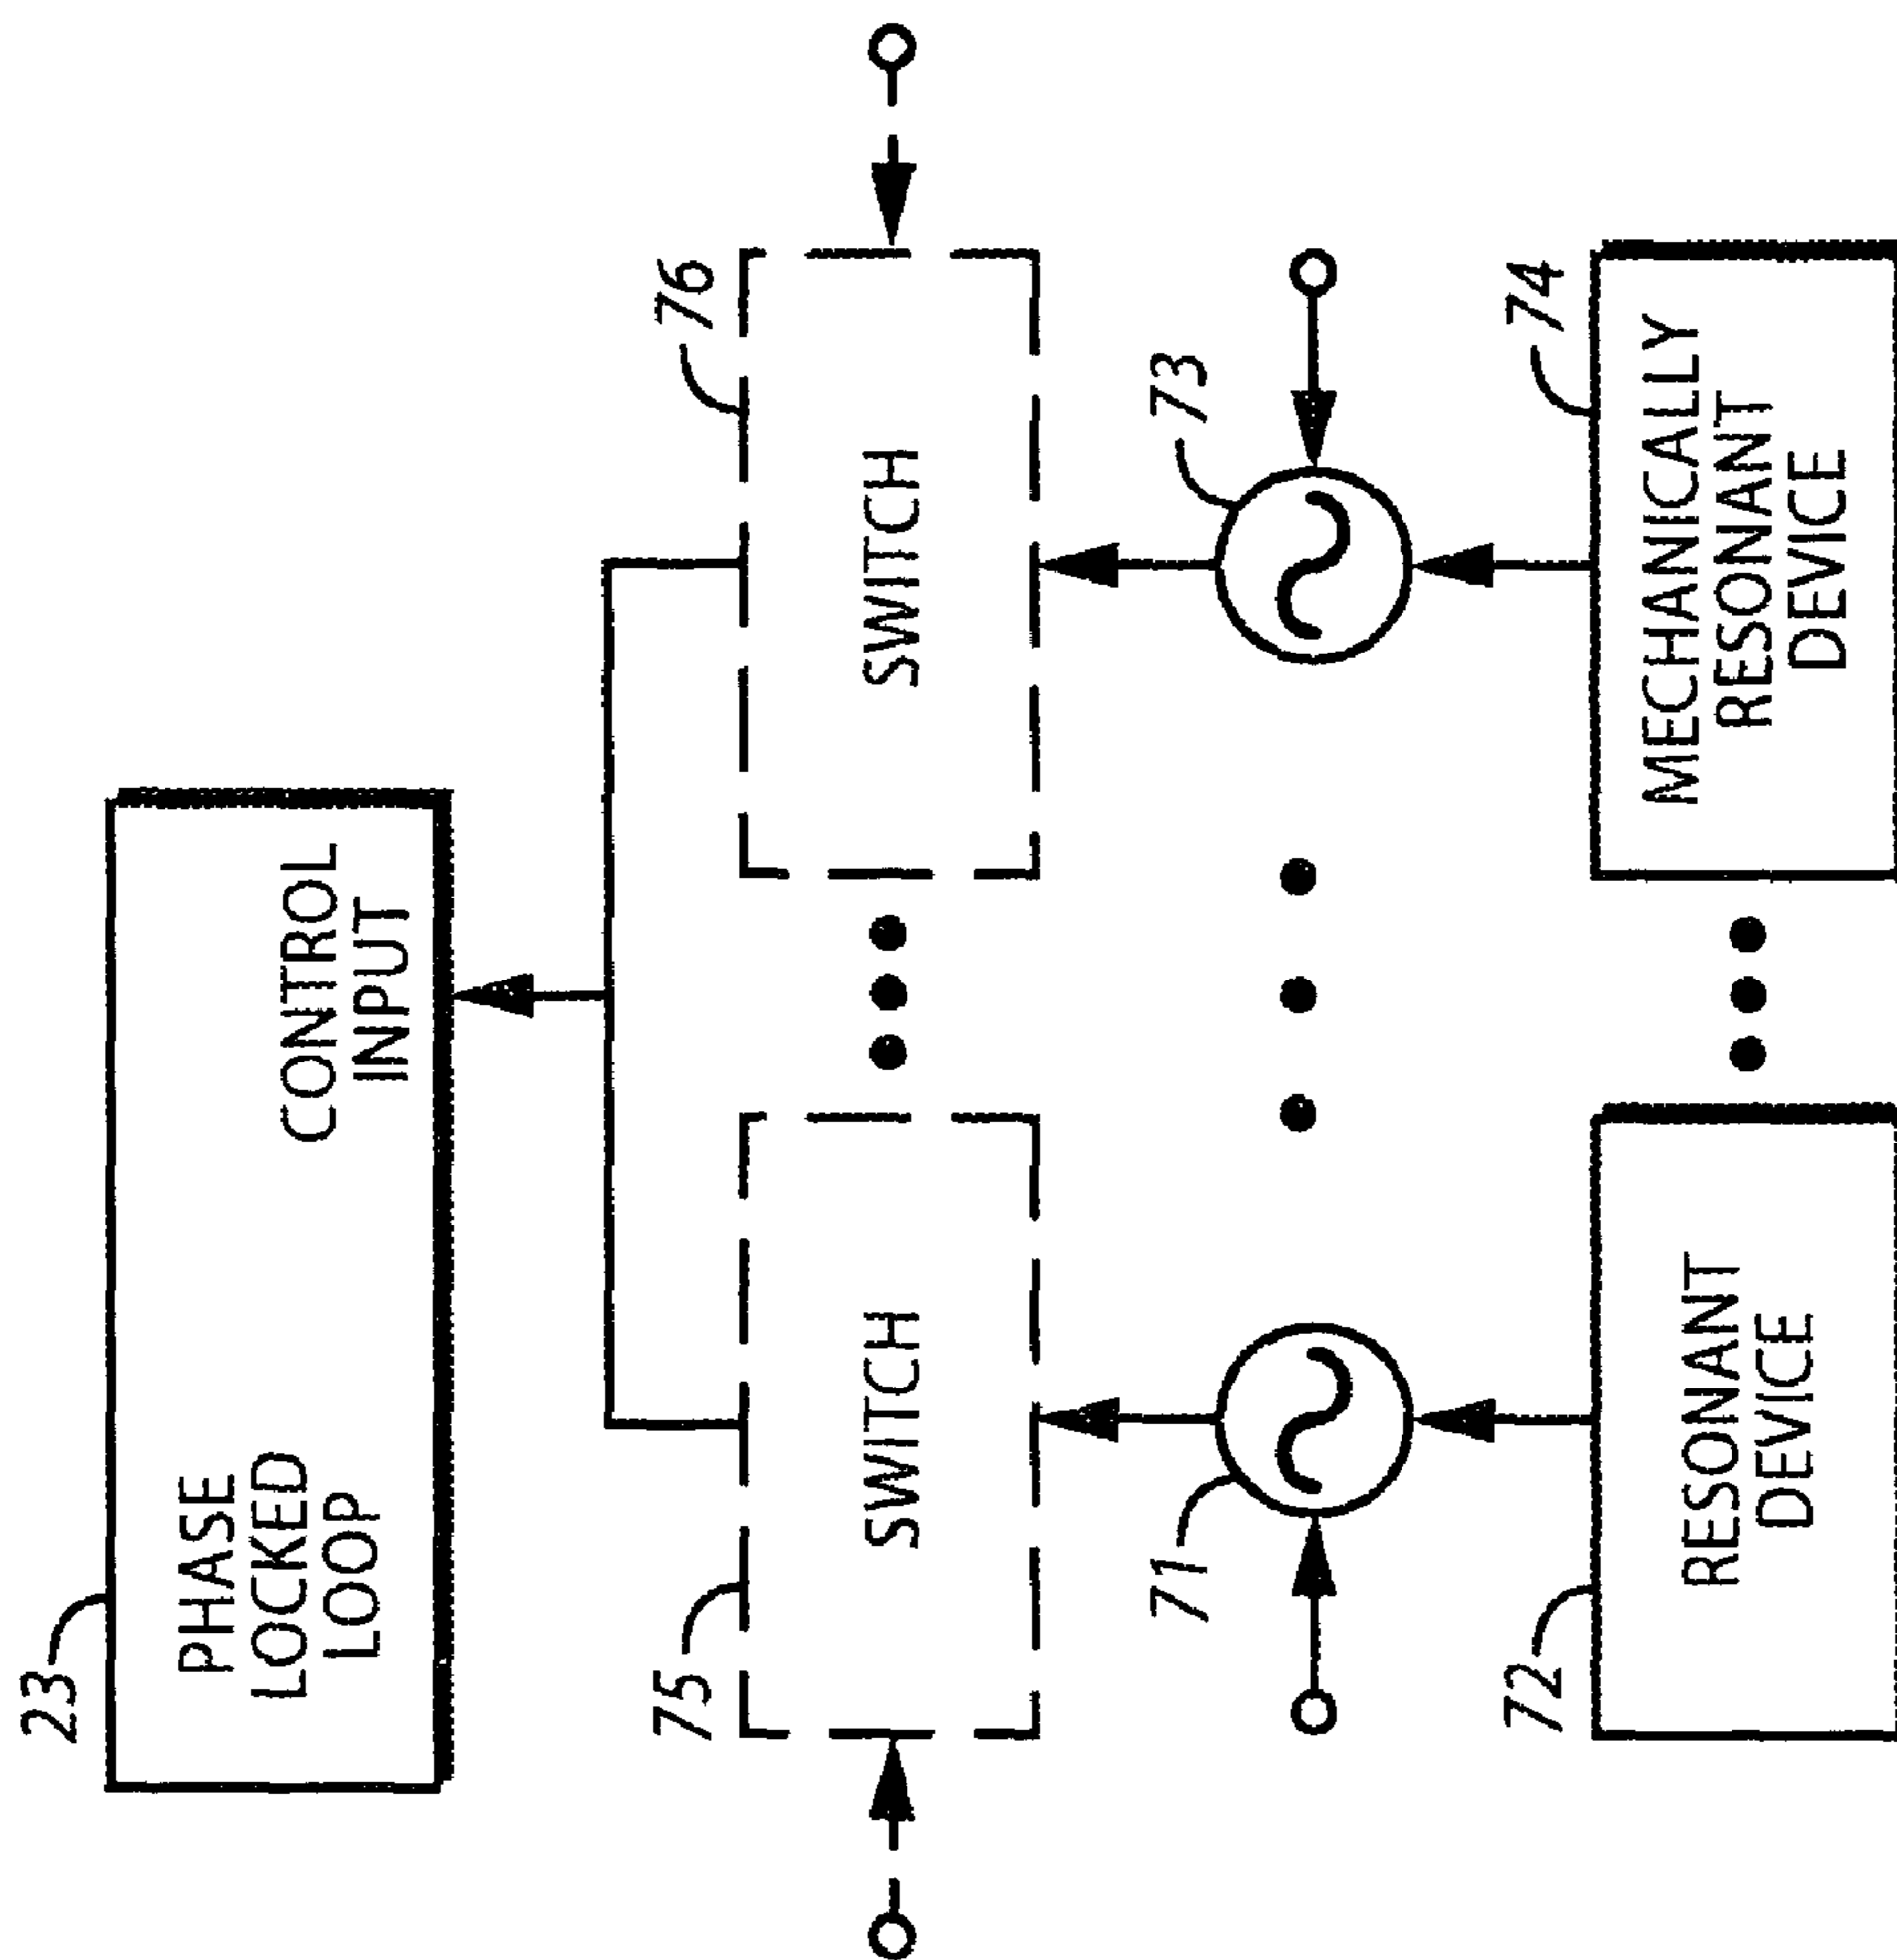 23
PHASE
LOCKED
LOOP
CONTROL
INPUT
75
SWITCH
76
SWITCH
71
73
72
RESONANT
DEVICE
74
MECHANICALLY
RESONANT
DEVICE